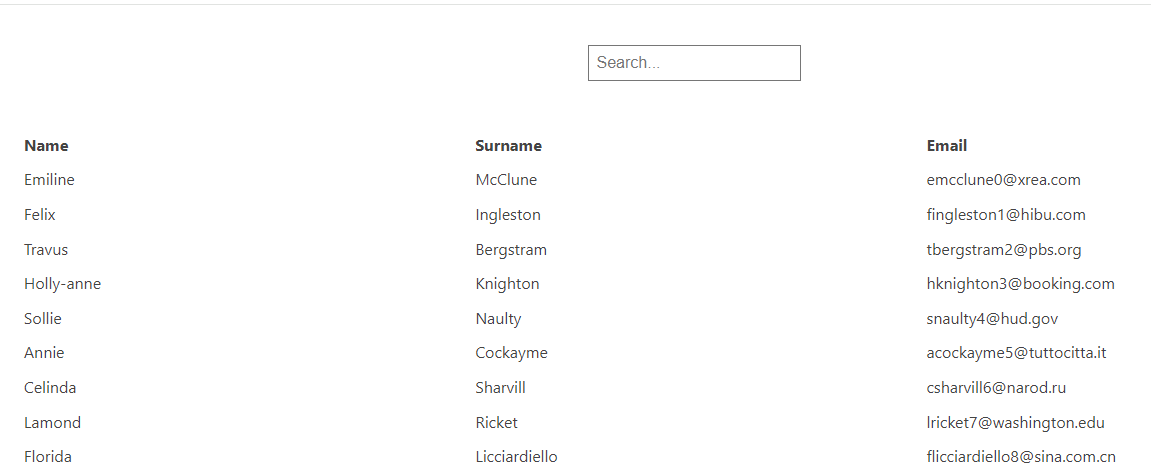 Search...
Name Surname Email
Emiline McClune emcclune0@xrea.com
Felix Ingleston fingleston1@hibu.com
Travus Bergstram tbergstram2@pbs.org
Holly-anne Knighton hknighton3@booking.com
Sollie Naulty snaulty4@hud.gov
Annie Cockayme acockayme5@tuttocitta.it
Celinda Sharvill csharvill6@narod.ru
Lamond Ricket lricket7@washington.edu
Florida Licciardiello flicciardiello8@sina.com.cn